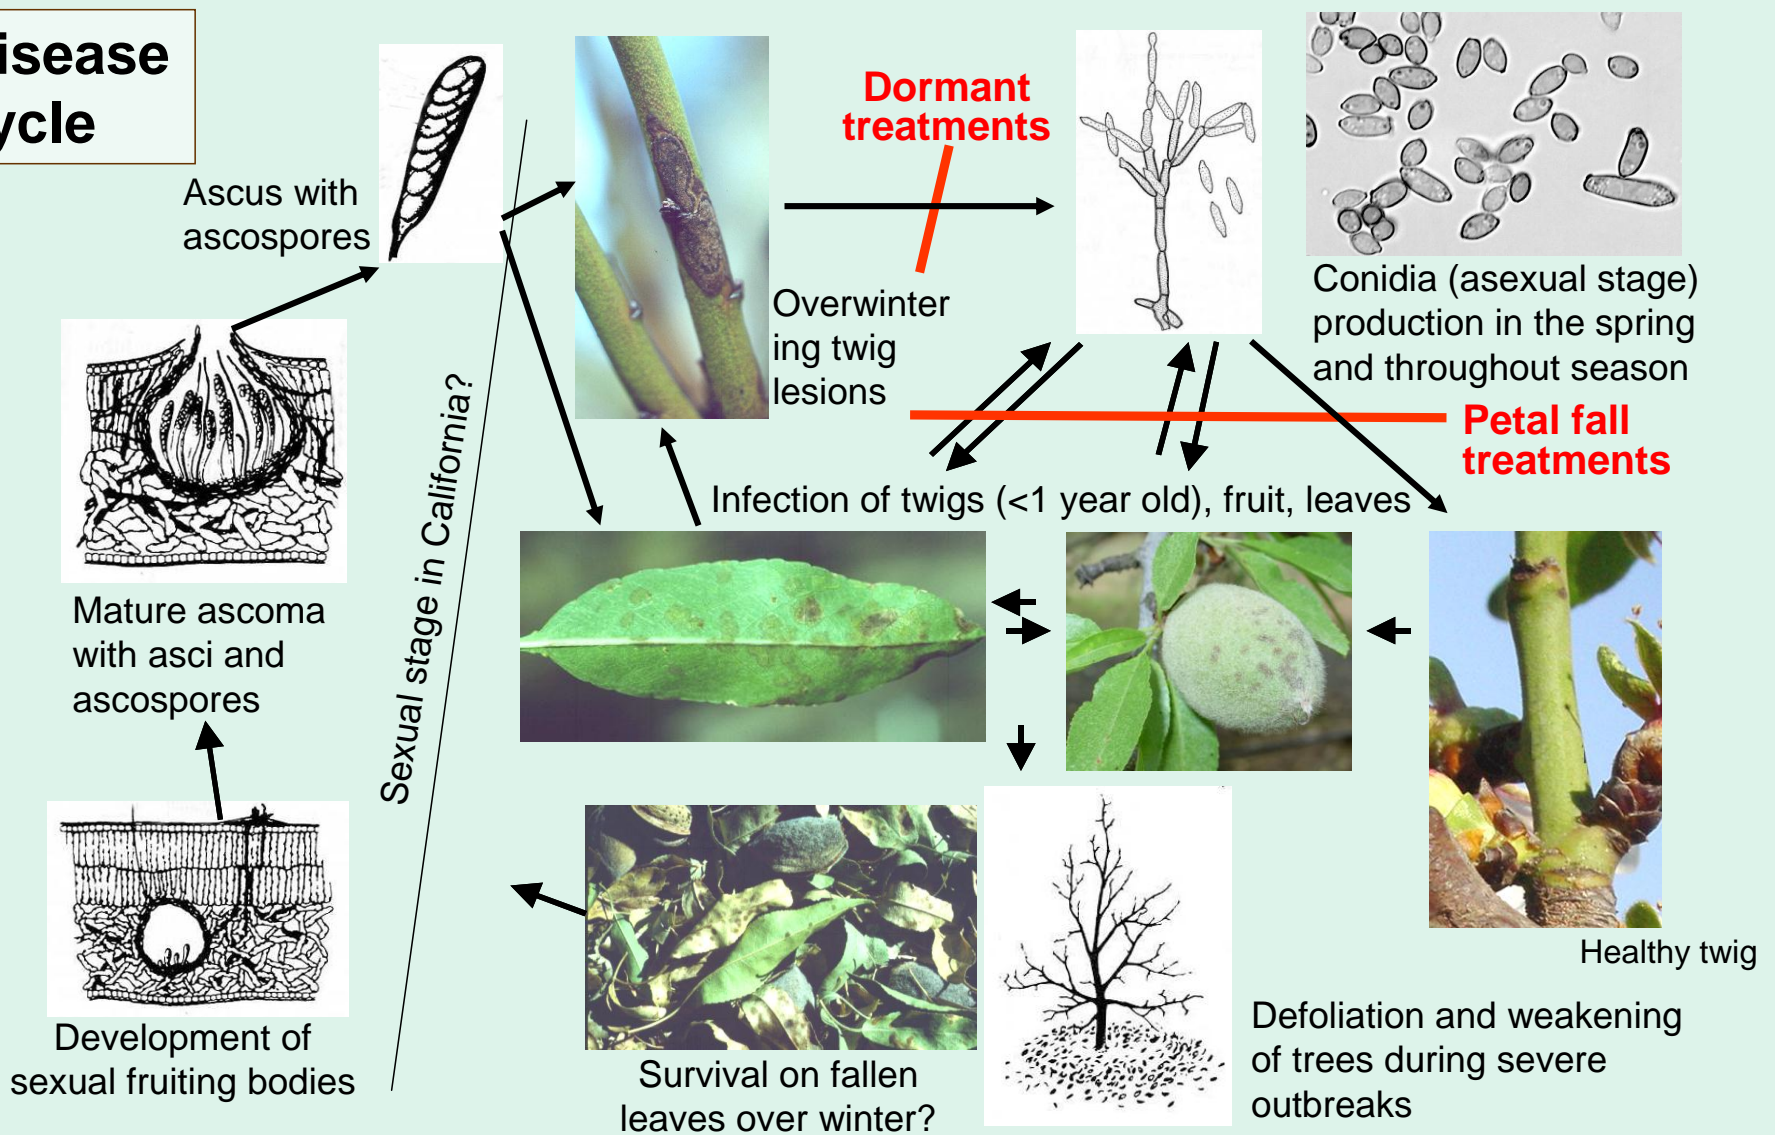 isease
ycle
Ascus with
ascospores
Dormant
treatments
Overwinter
ing twig
lesions
Conidia (asexual stage)
production in the spring
and throughout season
Petal fall
treatments
Infection of twigs (<1 year old), fruit, leaves
Sexual stage in California?
Mature ascoma
with asci and
ascospores
Development of
sexual fruiting bodies
Survival on fallen
leaves over winter?
Healthy twig
Defoliation and weakening
of trees during severe
outbreaks